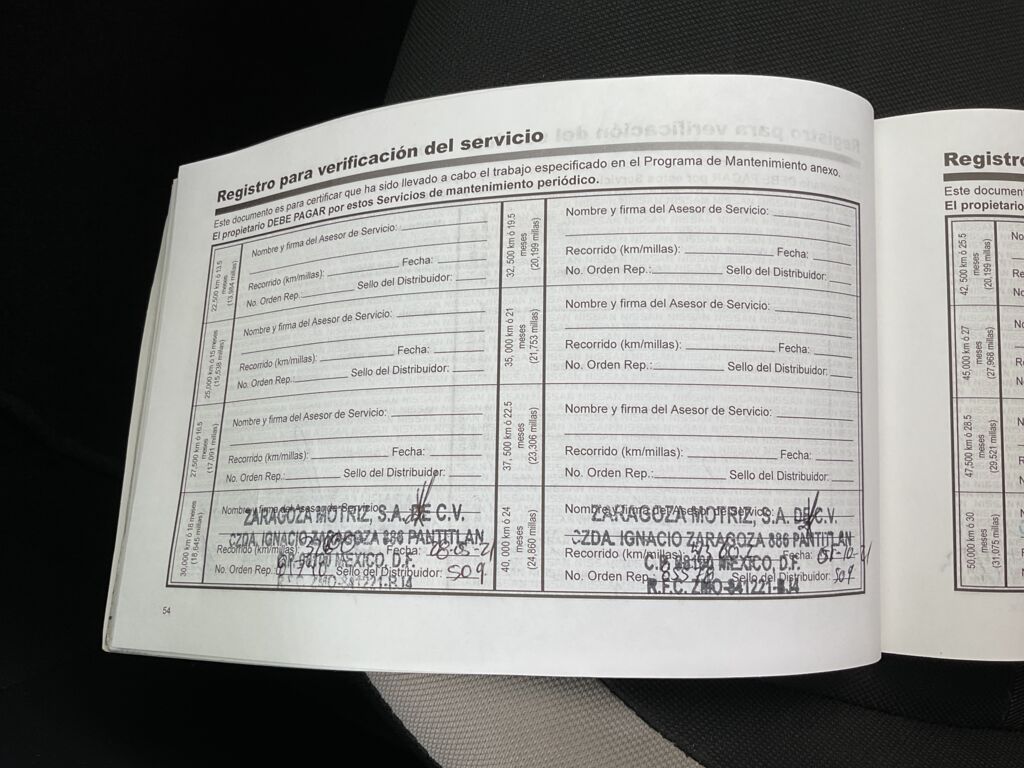 Registro para verificación del servicio
Este documento es para certificar que ha sido llevado a cabo el trabajo especificado en el Programa de Mantenimiento anexo.
El propietario DEBE PAGAR por estos Servicios de mantenimiento periódico.
22,500 km ó 13.5
meses
(13,984 millas)
Nombre y firma del Asesor de Servicio:
Recorrido (km/millas): Fecha:
No. Orden Rep.: Sello del Distribuidor:
25,000 km ó 15 meses
(15,538 millas)
Nombre y firma del Asesor de Servicio:
Recorrido (km/millas): Fecha:
No. Orden Rep.: Sello del Distribuidor:
27,500 km ó 16.5
meses
(17,091 millas)
Nombre y firma del Asesor de Servicio:
Recorrido (km/millas): Fecha:
No. Orden Rep.: Sello del Distribuidor:
30,000 km ó 18 meses
(18,645 millas)
Nombre y firma del Asesor de Servicio
ZARAGOZA MOTRIZ, S.A. DE C.V.
CZDA. IGNACIO ZARAGOZA 886 PANTITLAN
Recorrido (km/millas): Fecha:
MEXICO, D.F.
No. Orden Rep.: Sello del Distribuidor: 509
32, 500 km ó 19.5
meses
(20,199 millas)
Nombre y firma del Asesor de Servicio:
Recorrido (km/millas): Fecha:
No. Orden Rep.: Sello del Distribuidor:
35, 000 km ó 21
meses
(21,753 millas)
Nombre y firma del Asesor de Servicio:
Recorrido (km/millas): Fecha:
No. Orden Rep.: Sello del Distribuidor:
37, 500 km ó 22.5
meses
(23,306 millas)
Nombre y firma del Asesor de Servicio:
Recorrido (km/millas): Fecha:
No. Orden Rep.: Sello del Distribuidor:
40, 000 km ó 24
meses
(24,860 millas)
Nombre y firma del Asesor de Servicio:
ZARAGOZA MOTRIZ, S.A. DE C.V.
CZDA. IGNACIO ZARAGOZA 886 PANTITLAN
Recorrido (km/millas): Fecha:
MEXICO, D.F.
No. Orden Rep.: Sello del Distribuidor: 509
R.F.C. ZMO-841221-BJ4
54
Registro
Este documen
El propietario
42, 500 km ó 25.5
meses
(20,199 millas)
45,000 km ó 27
meses
(27,968 millas)
47,500 km ó 28.5
meses
(29,521 millas)
50,000 km ó 30
meses
(31,075 millas)